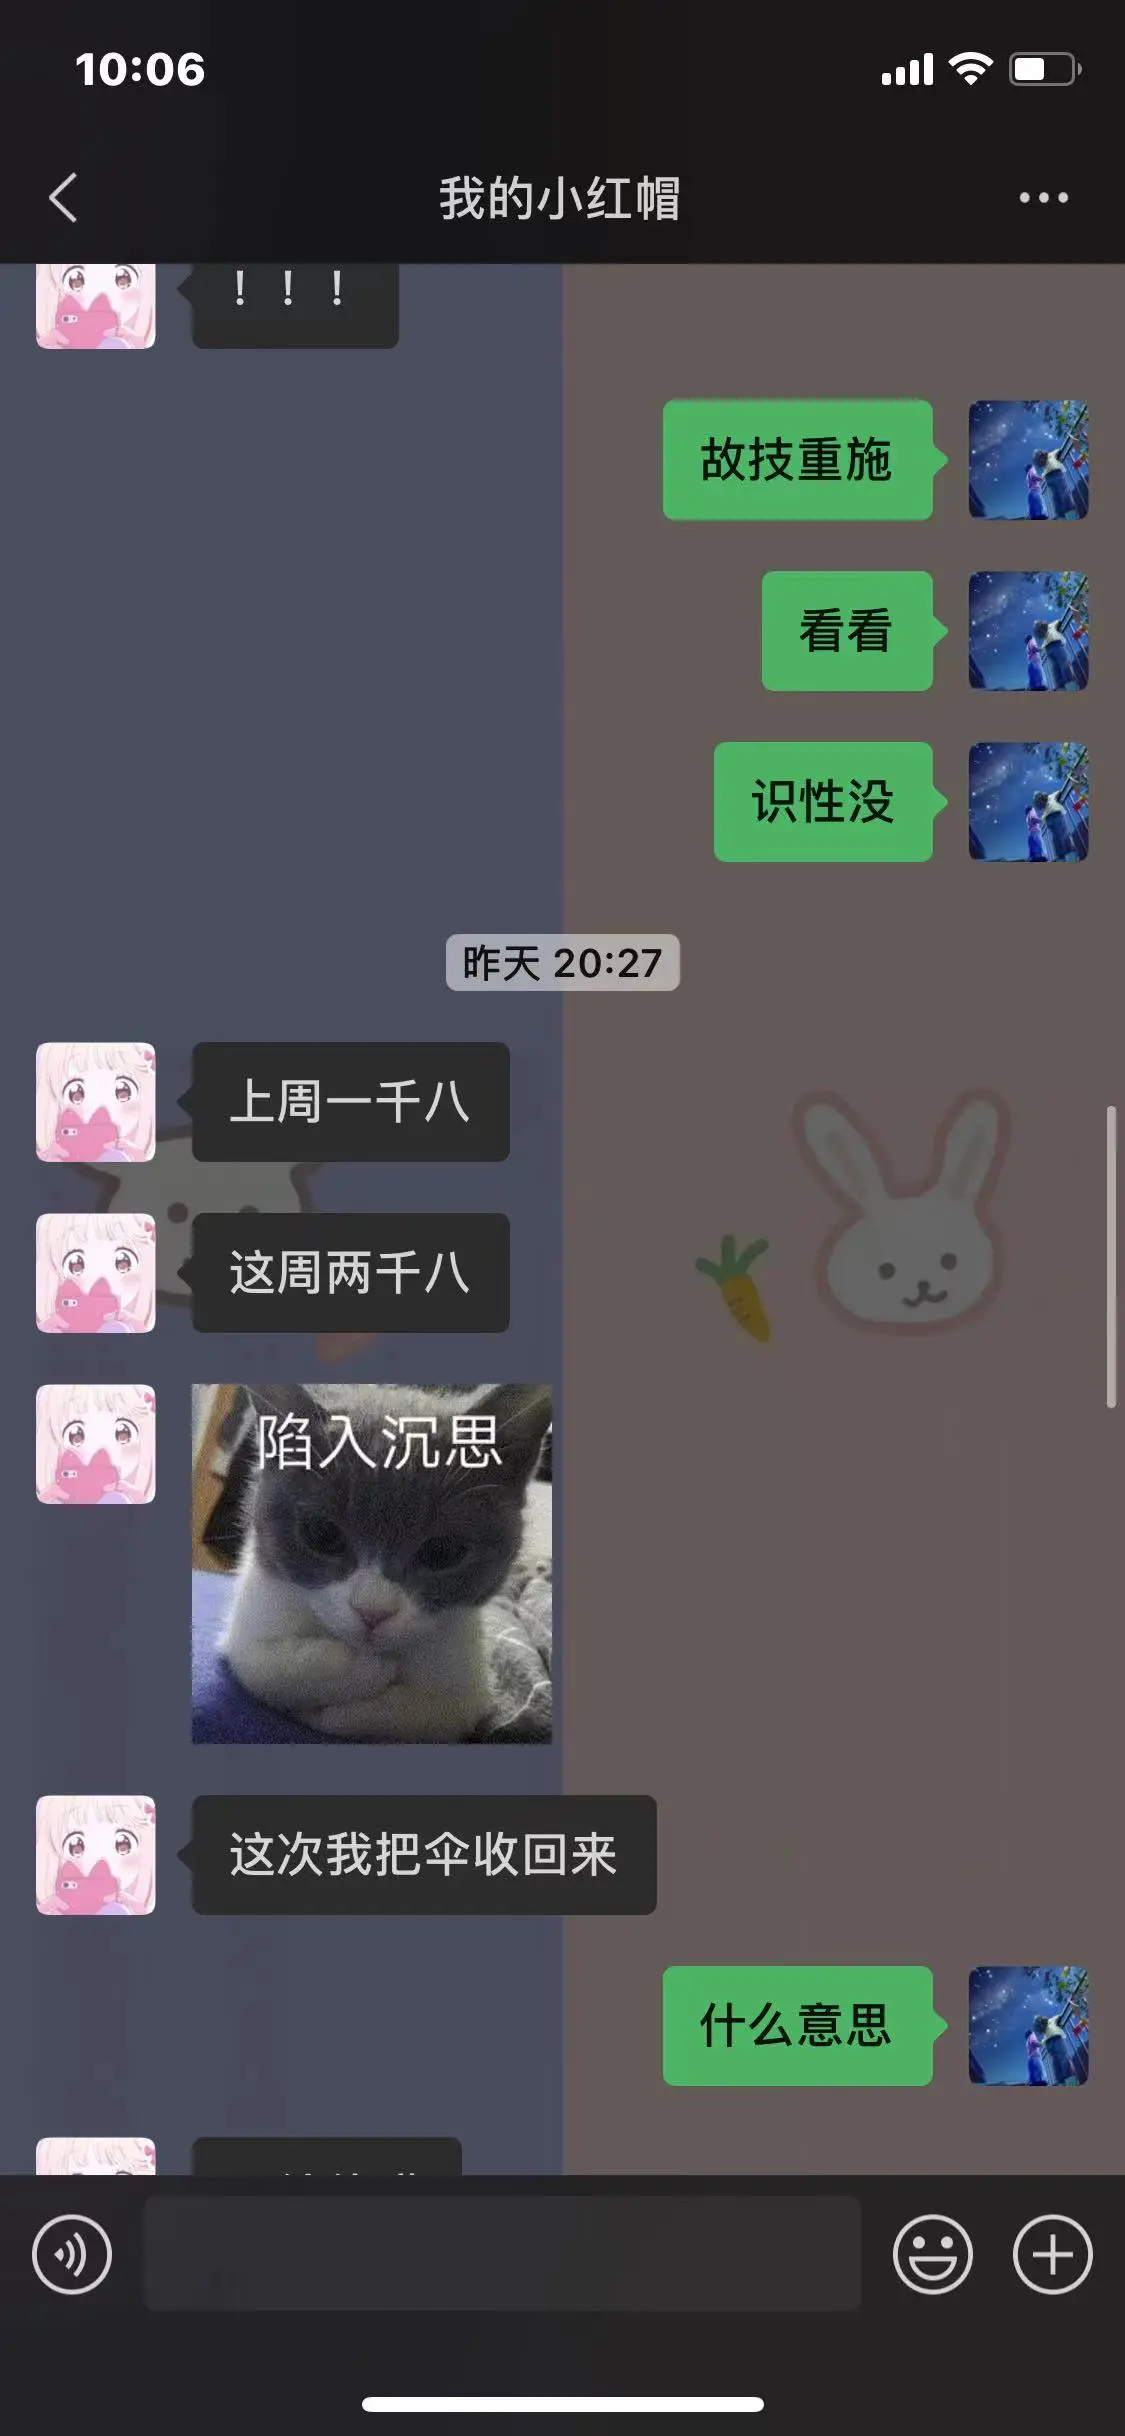 10:06
我的小红帽
！！！
故技重施
看看
识性没
昨天 20:27
上周一千八
这周两千八
陷入沉思
这次我把伞收回来
什么意思